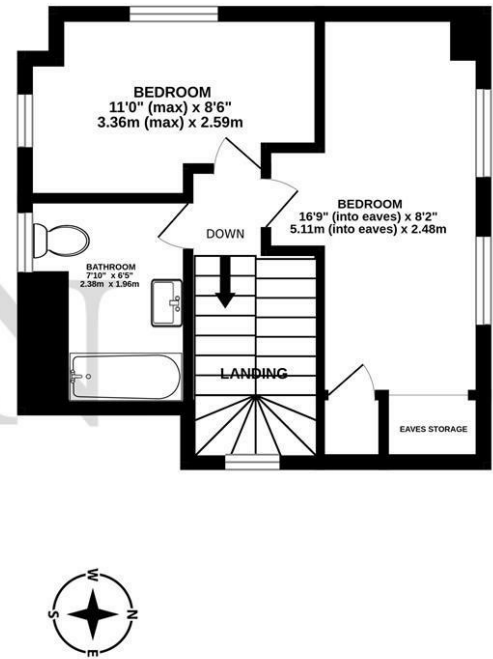 BEDROOM
11'0" (max) x 8'6"
3.36m (max) x 2.59m
BEDROOM
16'9" (into eaves) x 8'2"
5.11m (into eaves) x 2.48m
DOWN
BATHROOM
7'10" x 6'5"
2.38m x 1.96m
LANDING
EAVES STORAGE
N
W
N
S
E